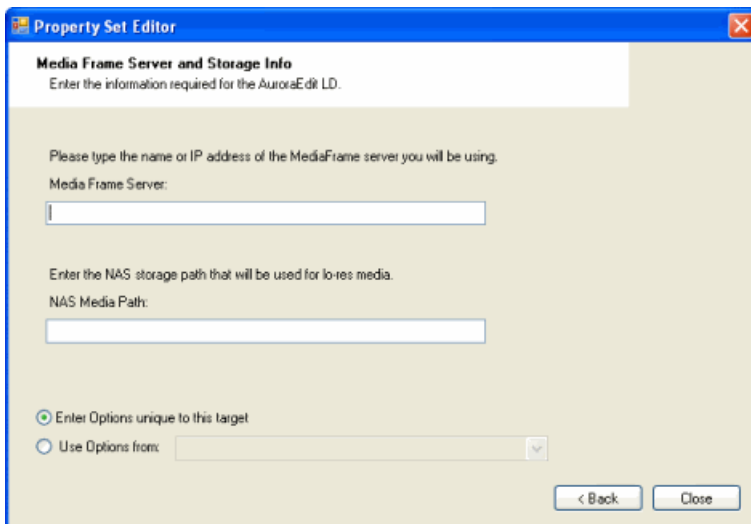 Property Set Editor
Media Frame Server and Storage Info
Enter the information required for the AuroraEdit LD.
Please type the name or IP address of the MediaFrame server you will be using.
Media Frame Server:
Enter the NAS storage path that will be used for lo-res media.
NAS Media Path:
Enter Options unique to this target
Use Options from:
< Back
Close